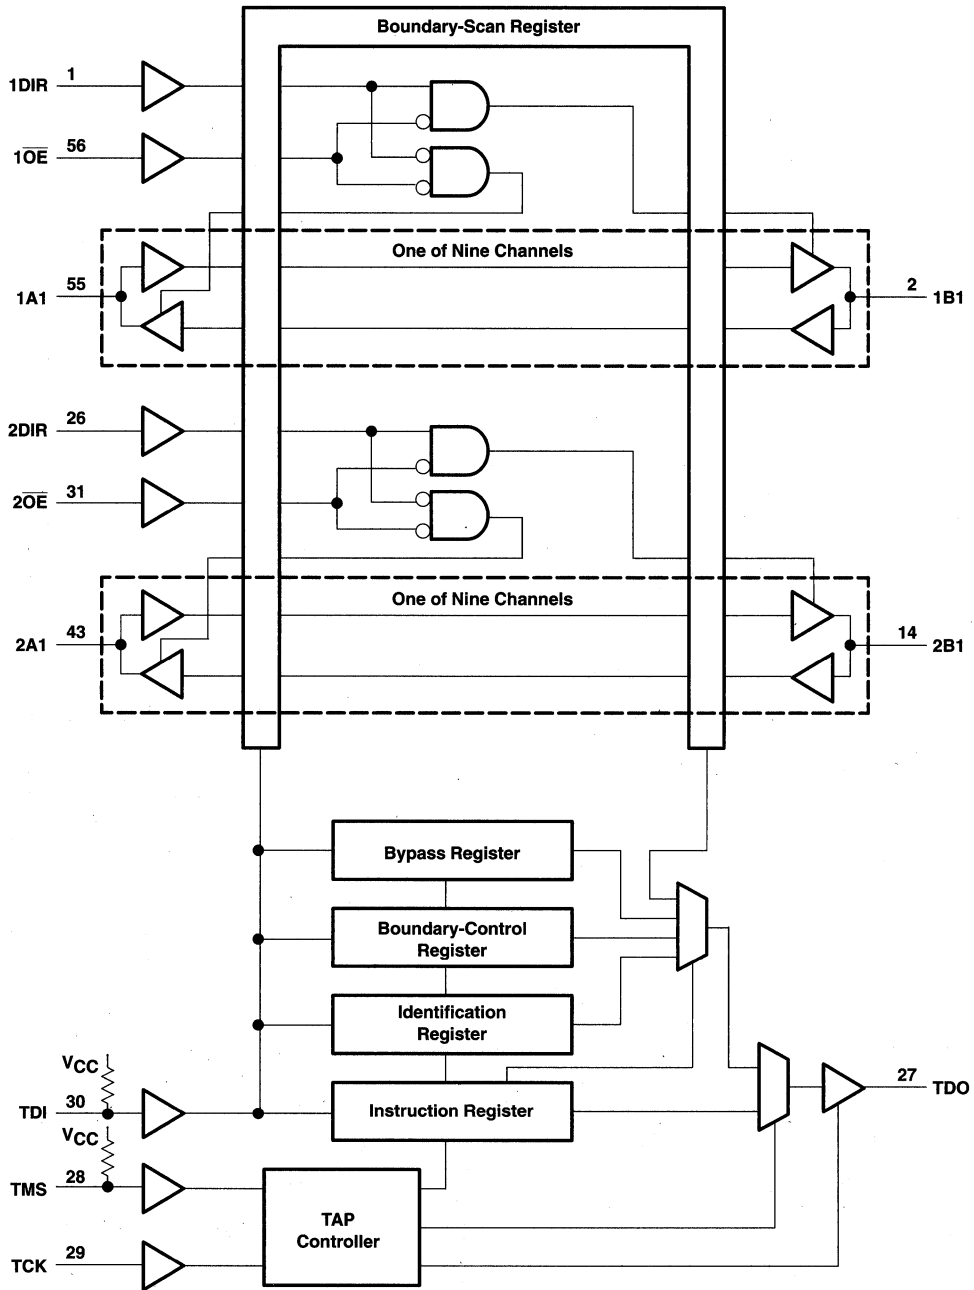 Boundary-Scan Register
1DIR 1
1OE 56
One of Nine Channels
1A1 55
2 1B1
2DIR 26
2OE 31
One of Nine Channels
2A1 43
14 2B1
Bypass Register
Boundary-Control
Register
Identification
Register
VCC
TDI 30
Instruction Register
27 TDO
VCC
TMS 28
TAP
Controller
TCK 29